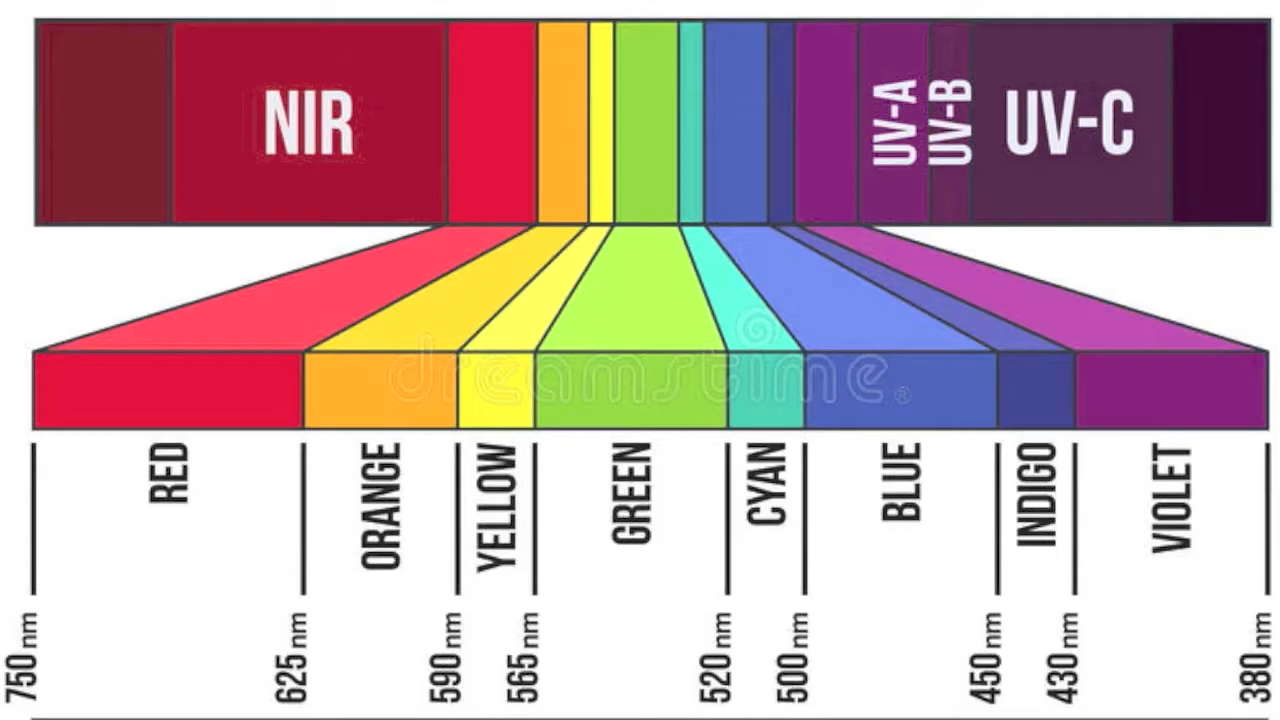 NIR
UV-A
UV-B
UV-C
dreamstime®
RED
ORANGE
YELLOW
GREEN
CYAN
BLUE
INDIGO
VIOLET
750nm
625nm
590nm
565nm
520nm
500nm
450nm
430nm
380nm